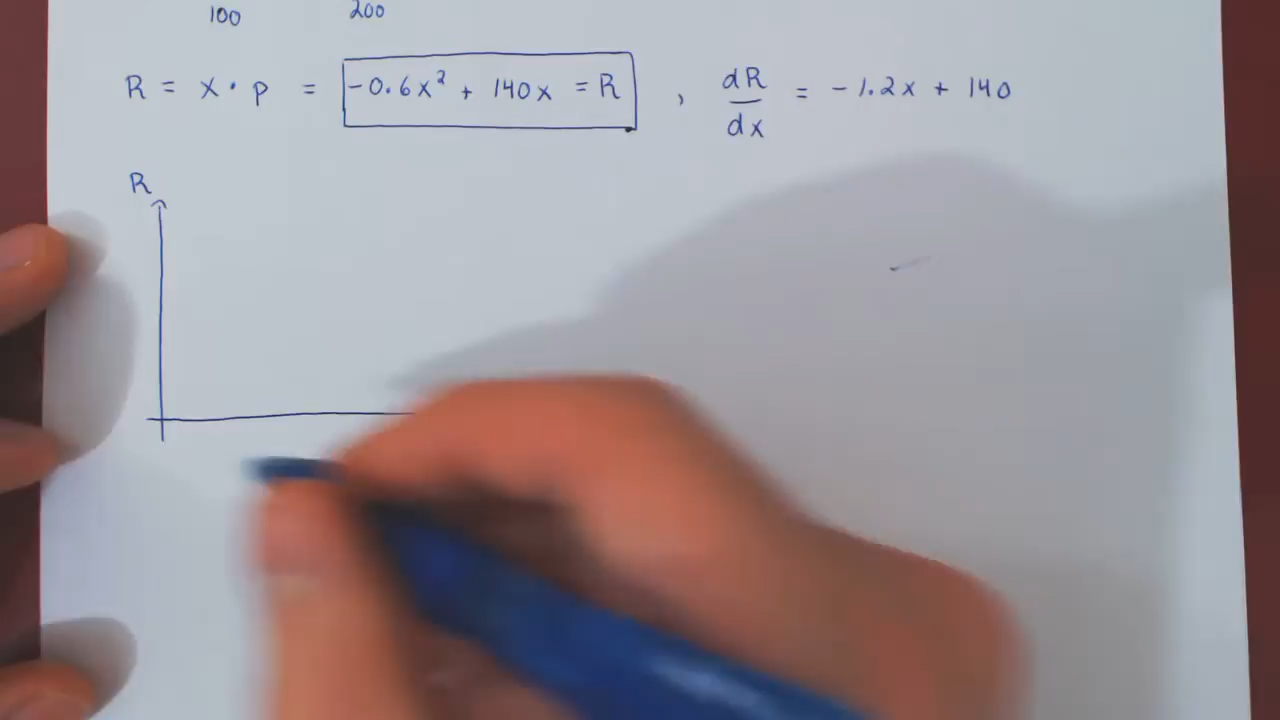 100 200
R = x · p = -0.6x² + 140x = R , dR/dx = -1.2x + 140
R